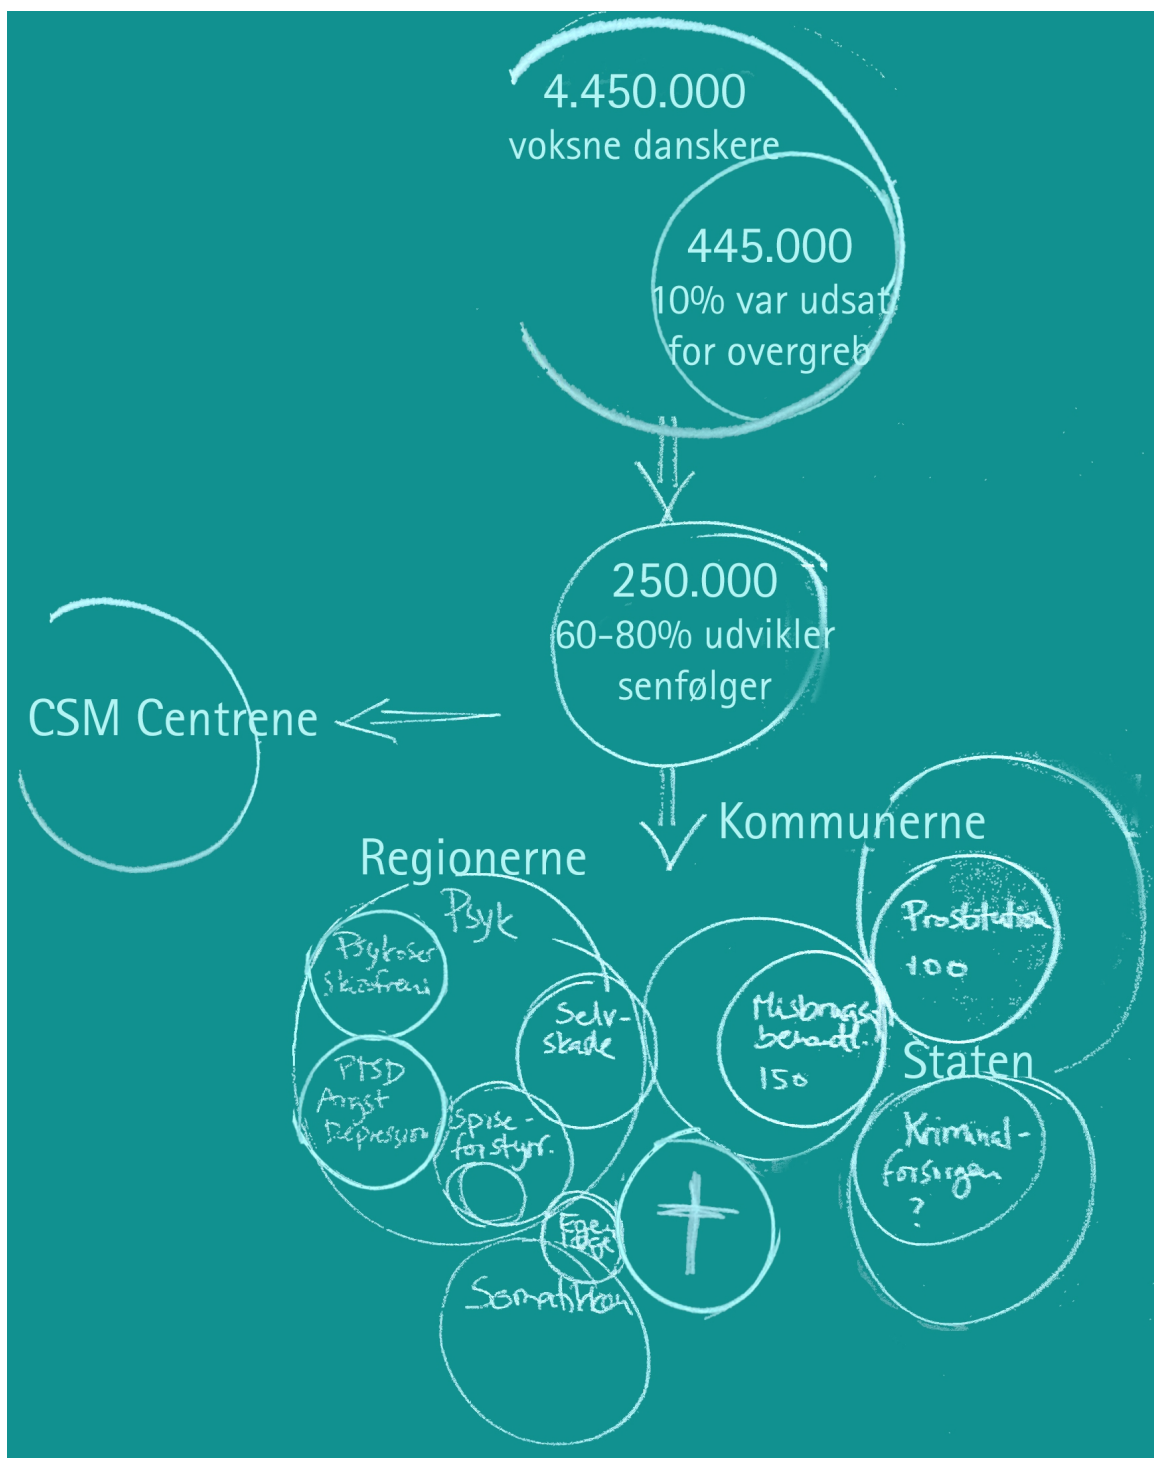 4.450.000
voksne danskere
445.000
10% var udsat
for overgreb
250.000
60-80% udvikler
senfølger
CSM Centrene
Kommunerne
Regionerne
Psyk
Psykoser
Skizofreni
PTSD
Angst
Depression
Selv-
skade
Spise-
forstyrr.
Egen
læge
Somatikken
Misbrugs-
behandl.
150
Prostitution
100
Staten
Kriminal-
forsorgen
?